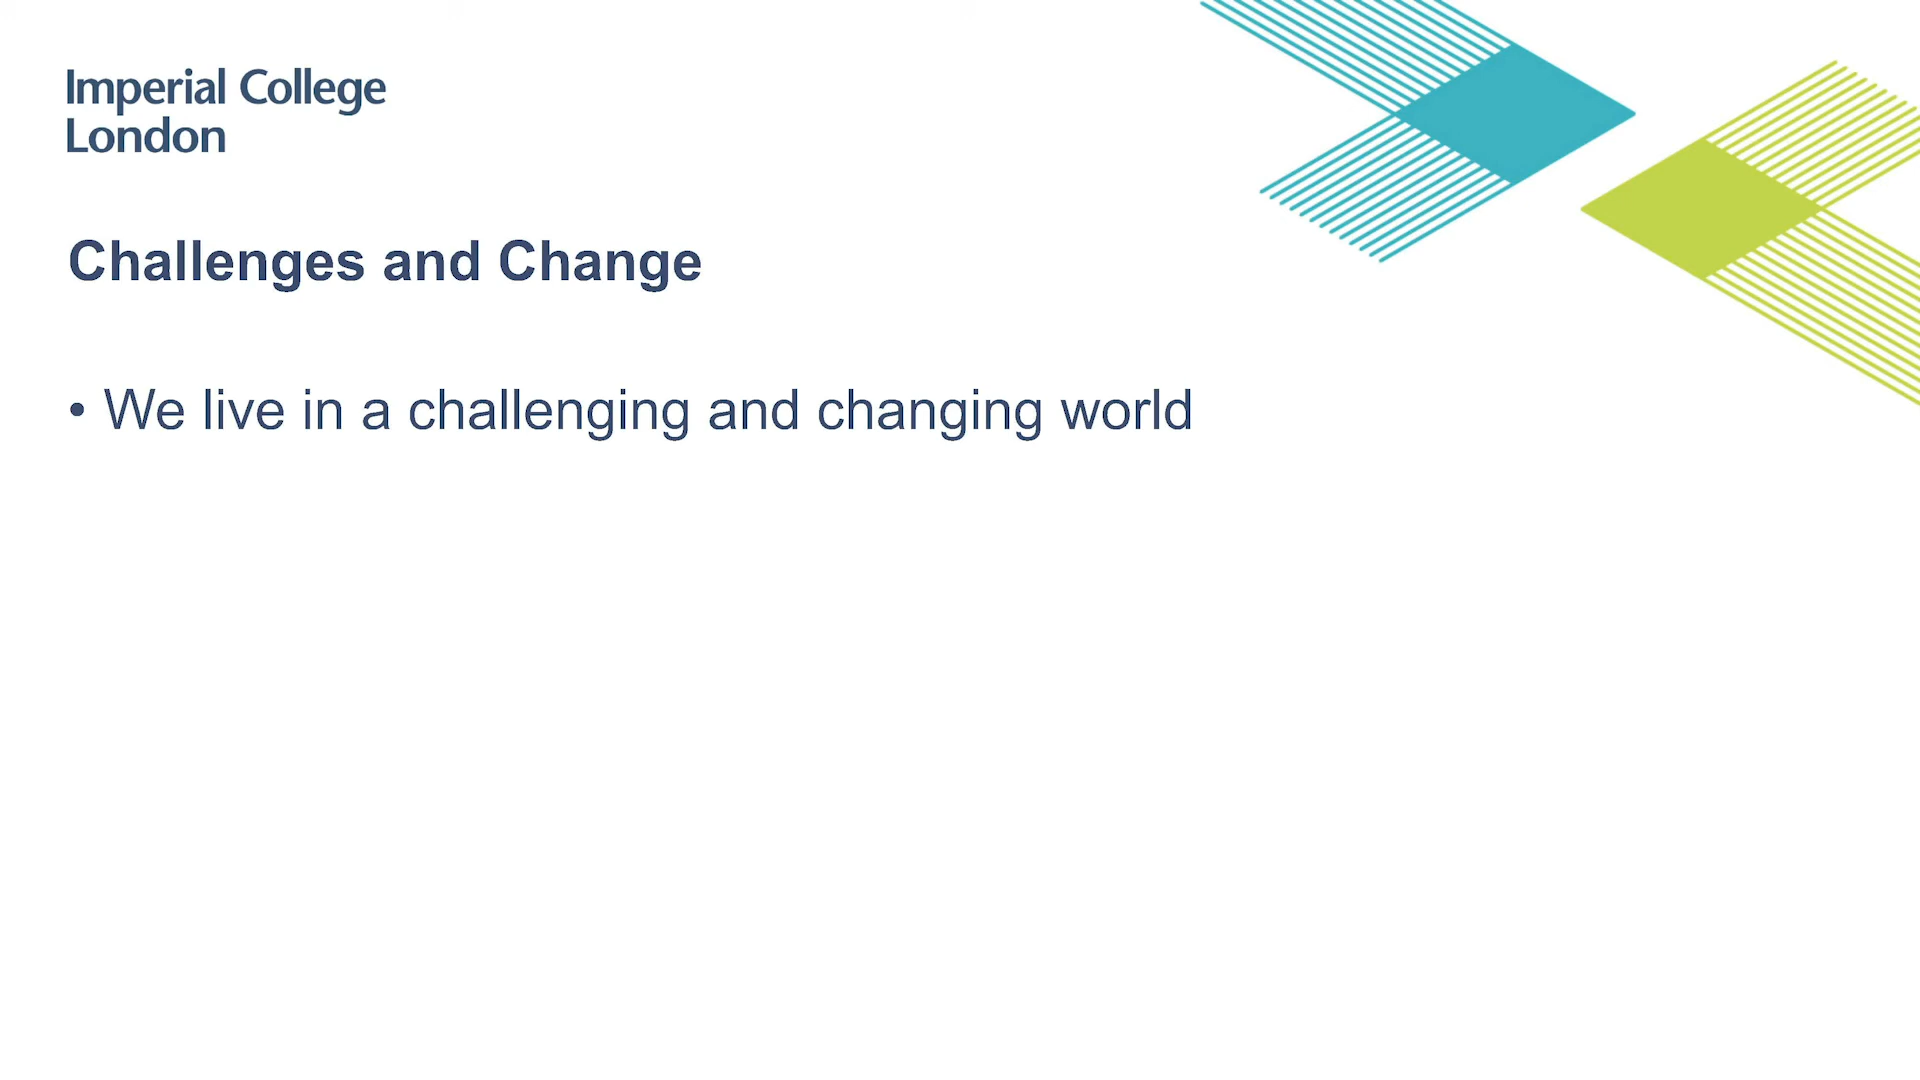 Imperial College
London
Challenges and Change
• We live in a challenging and changing world